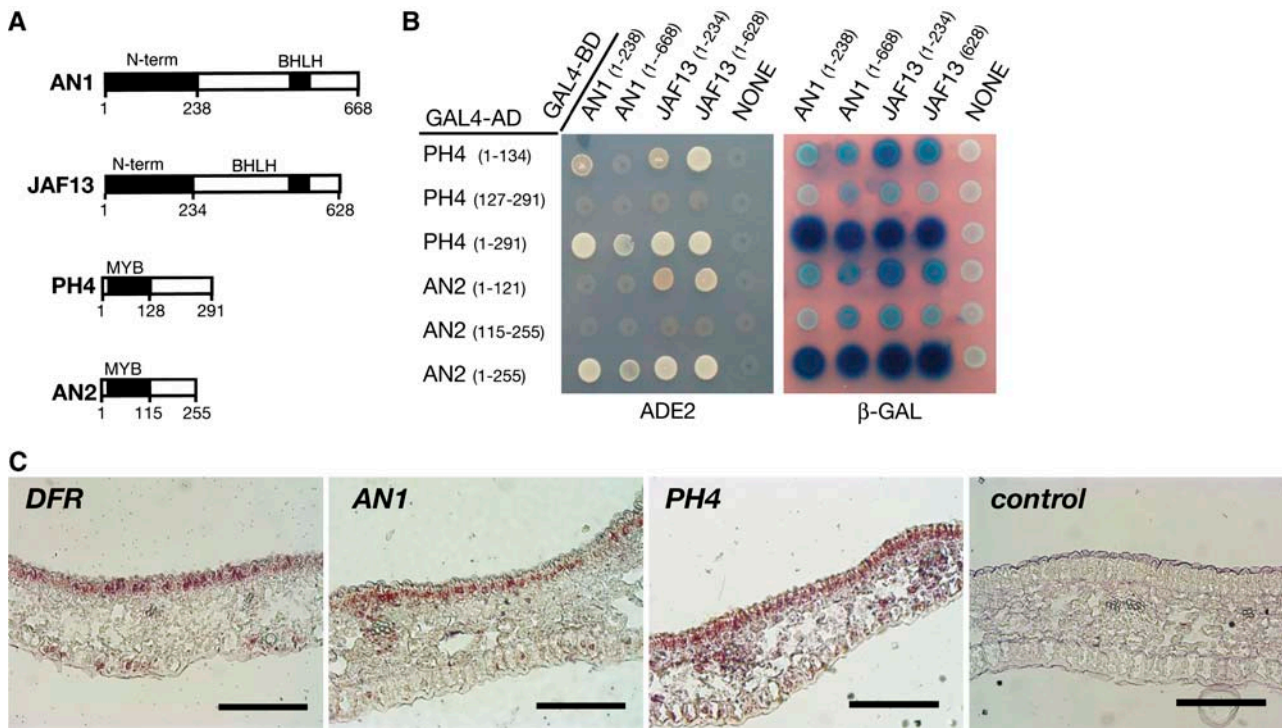 A
N-term BHLH
AN1
1 238 668
N-term BHLH
JAF13
1 234 628
MYB
PH4
1 128 291
MYB
AN2
1 115 255
B
GAL4-BD
AN1 (1-238)
AN1 (1--668)
JAF13 (1-234)
JAF13 (1-628)
NONE
AN1 (1-238)
AN1 (1-668)
JAF13 (1-234)
JAF13 (628)
NONE
GAL4-AD
PH4 (1-134)
PH4 (127-291)
PH4 (1-291)
AN2 (1-121)
AN2 (115-255)
AN2 (1-255)
ADE2 β-GAL
C
DFR AN1 PH4 control